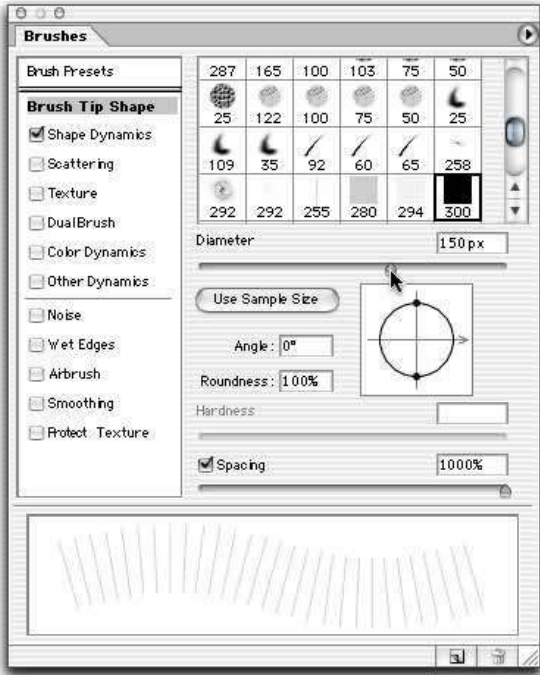 Brushes
Brush Presets
Brush Tip Shape
Shape Dynamics
Scattering
Texture
Dual Brush
Color Dynamics
Other Dynamics
Noise
Wet Edges
Airbrush
Smoothing
Protect Texture
287 165 100 103 75 50
25 122 100 75 50 25
109 35 92 60 65 258
292 292 255 280 294 300
Diameter 150 px
Use Sample Size
Angle: 0°
Roundness: 100%
Hardness
Spacing 1000%